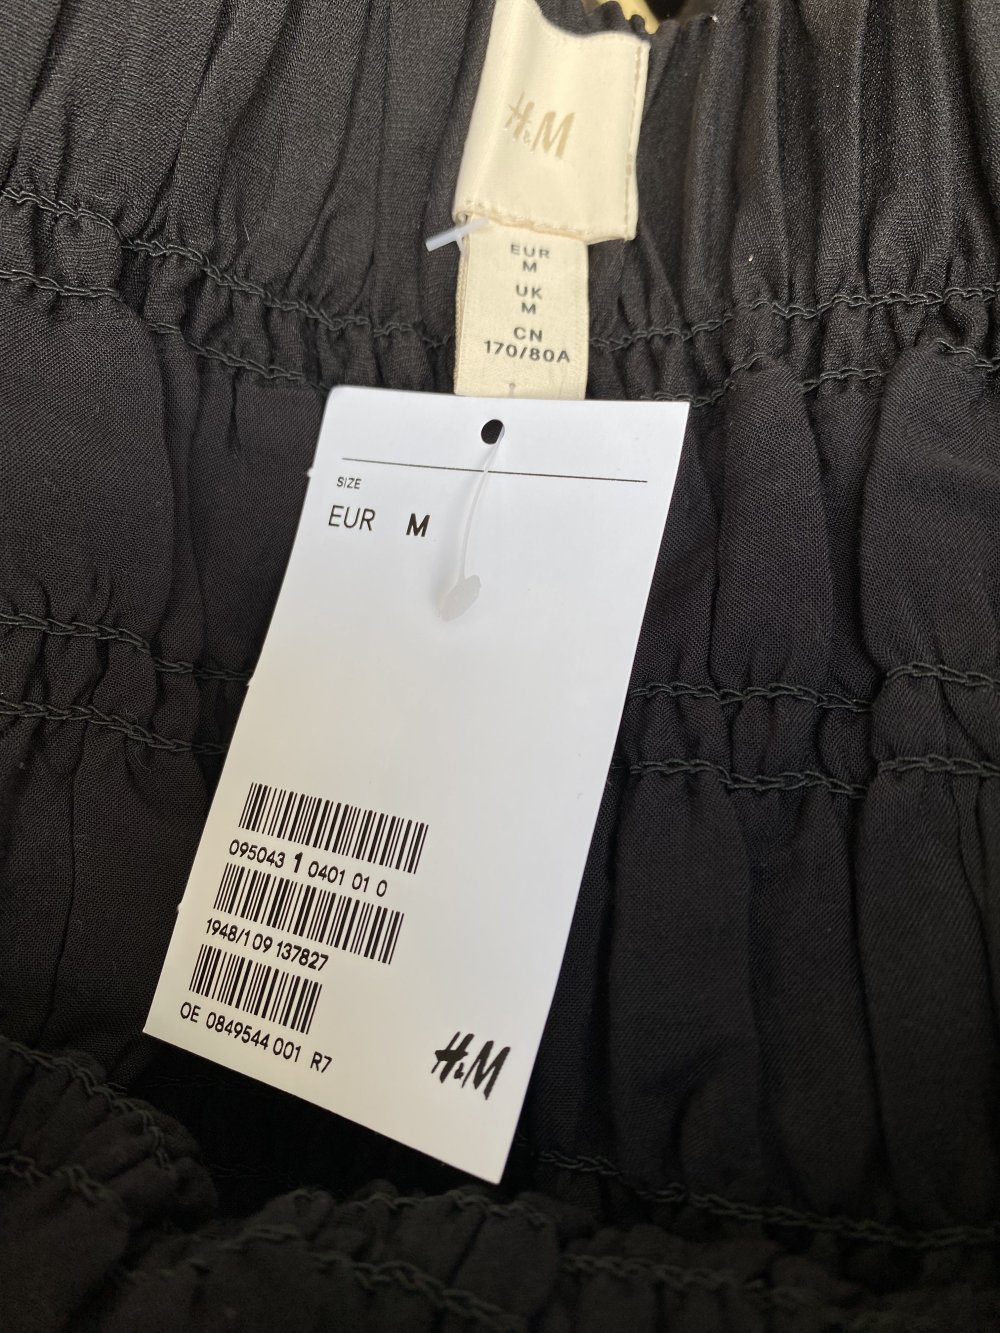 H&M
EUR
M
UK
M
CN
170/80A
SIZE
EUR M
095043 1 0401 01 0
1948/1 09 137827
OE 0849544 001 R7
H&M